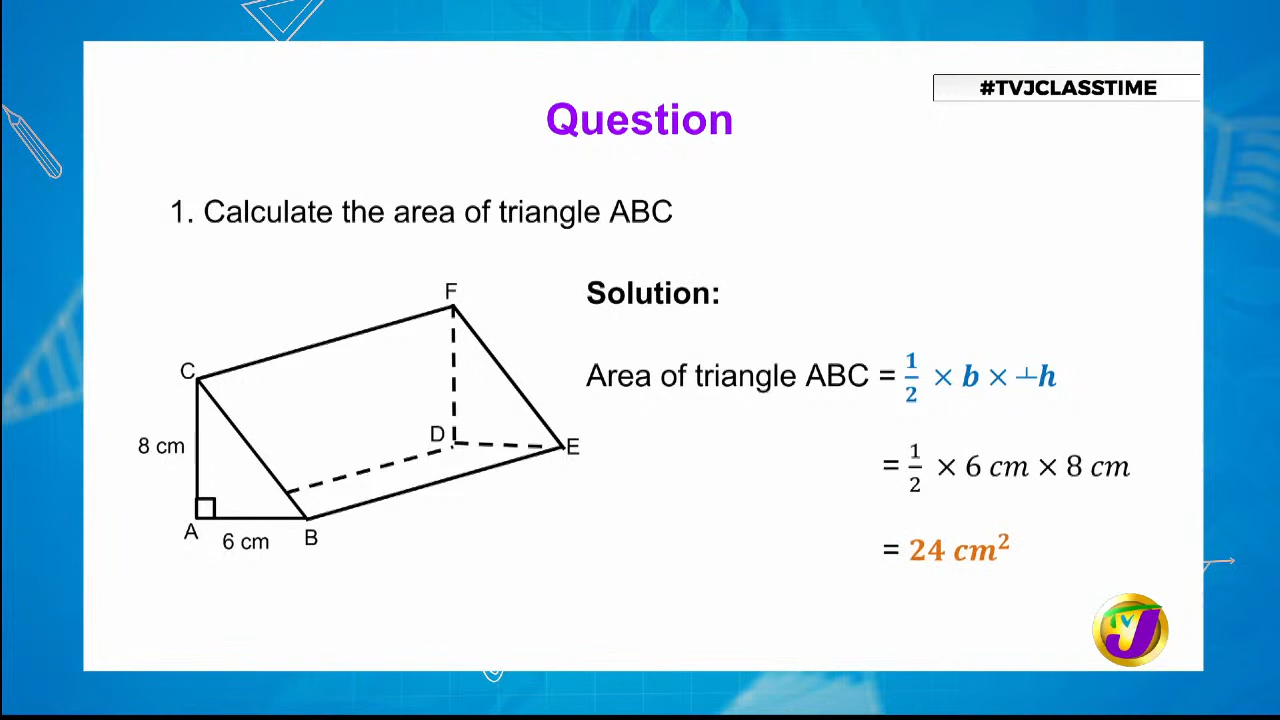 #TVJCLASSTIME
Question
1. Calculate the area of triangle ABC
F
Solution:
C
Area of triangle ABC = 1/2 × b × ⊥h
8 cm
D
E
= 1/2 × 6 cm × 8 cm
A
6 cm
B
= 24 cm²
TVJ